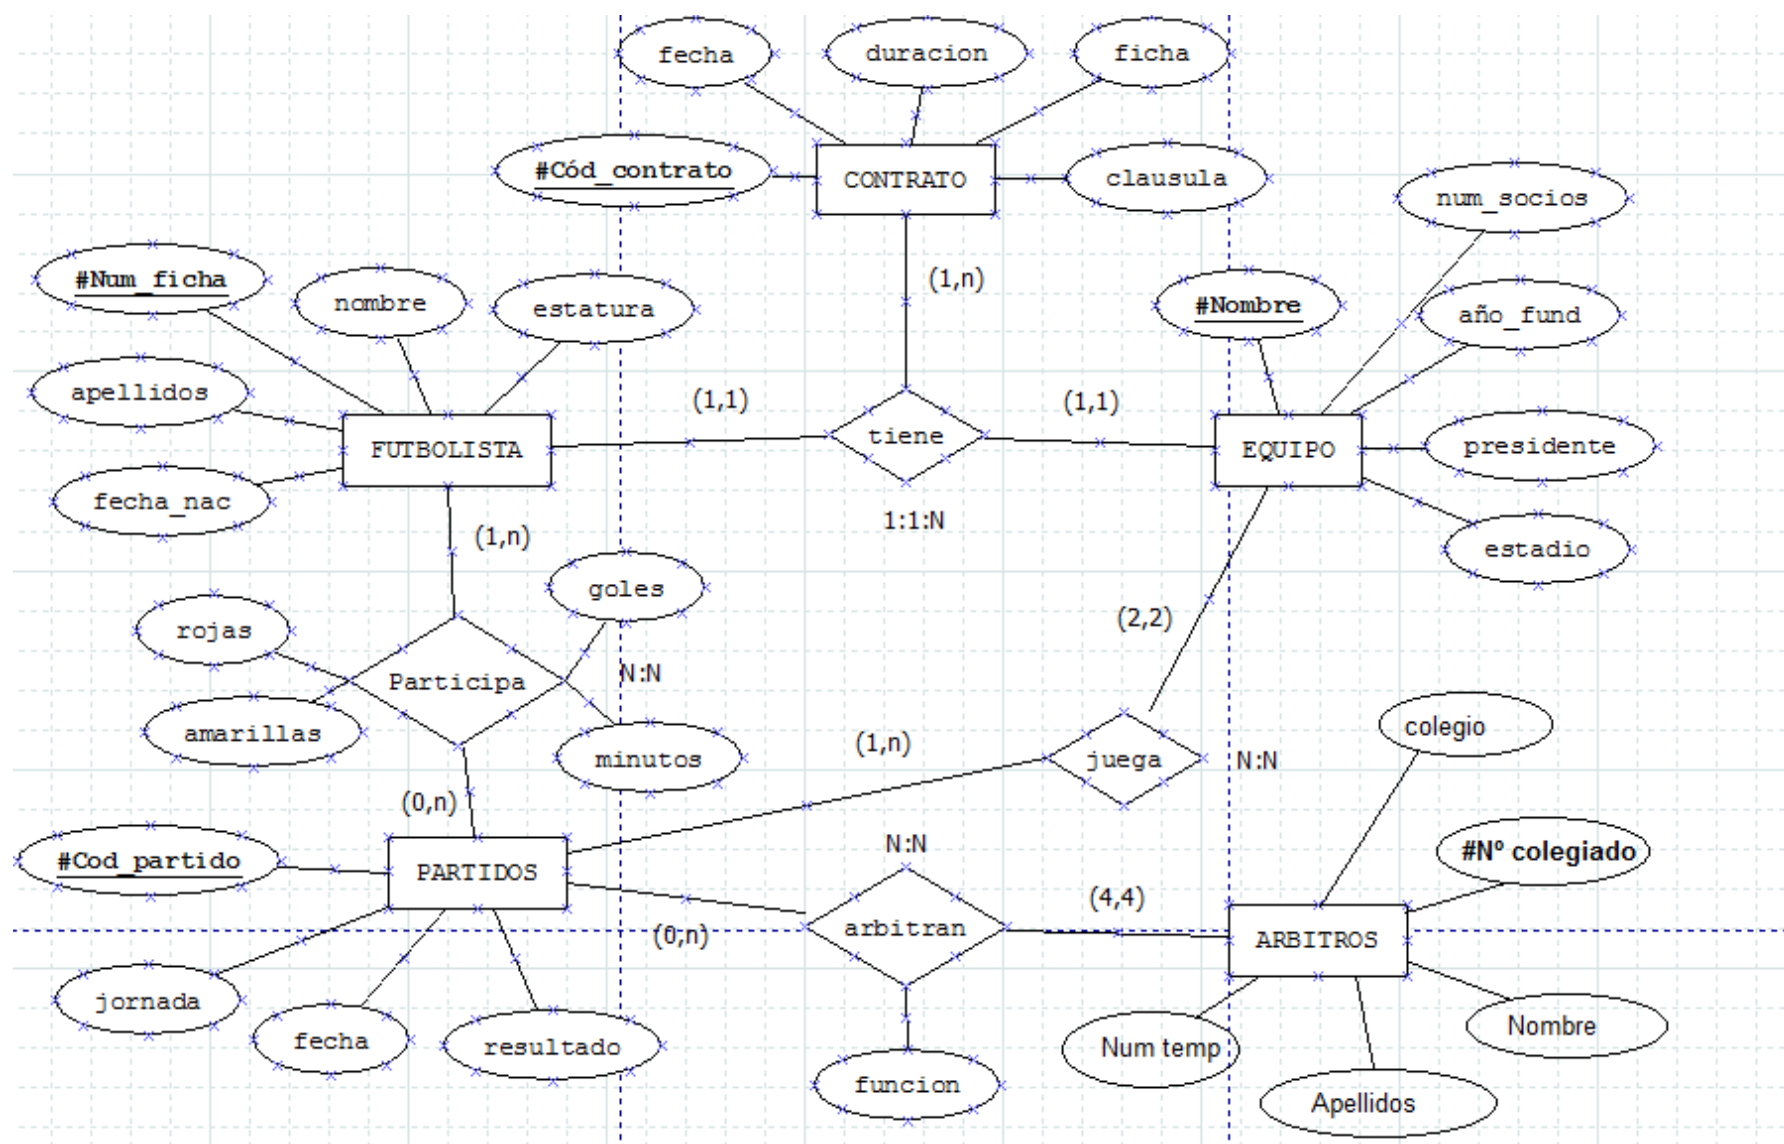 fecha
duracion
ficha
#Cód_contrato
CONTRATO
clausula
num_socios
(1,n)
#Num_ficha
nombre
estatura
#Nombre
año_fund
apellidos
(1,1)
(1,1)
FUTBOLISTA
tiene
EQUIPO
presidente
fecha_nac
1:1:N
(1,n)
estadio
goles
rojas
(2,2)
N:N
Participa
amarillas
colegio
(1,n)
minutos
juega
N:N
(0,n)
#Cod_partido
PARTIDOS
N:N
#Nº colegiado
(4,4)
(0,n)
arbitran
ARBITROS
jornada
fecha
resultado
Num temp
Nombre
funcion
Apellidos